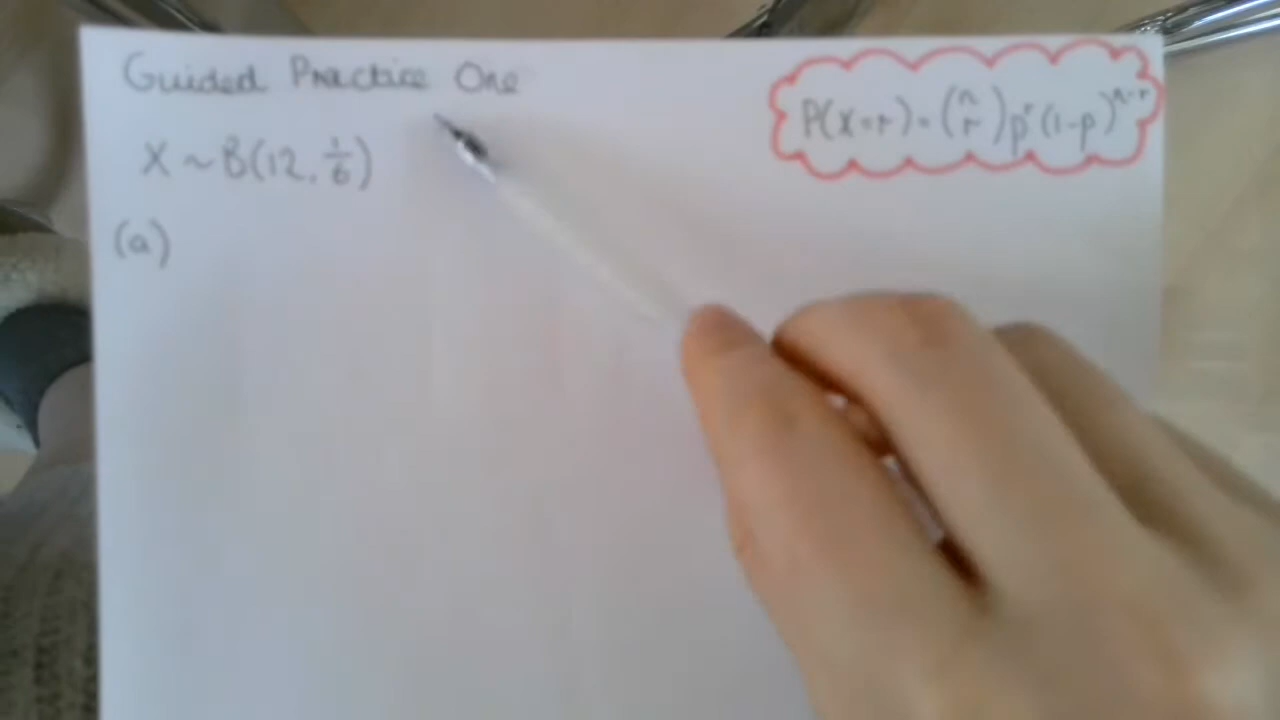 Guided Practice One
P(X=r) = (n r) p^r (1-p)^{n-r}
X ~ B(12, 1/6)
(a)